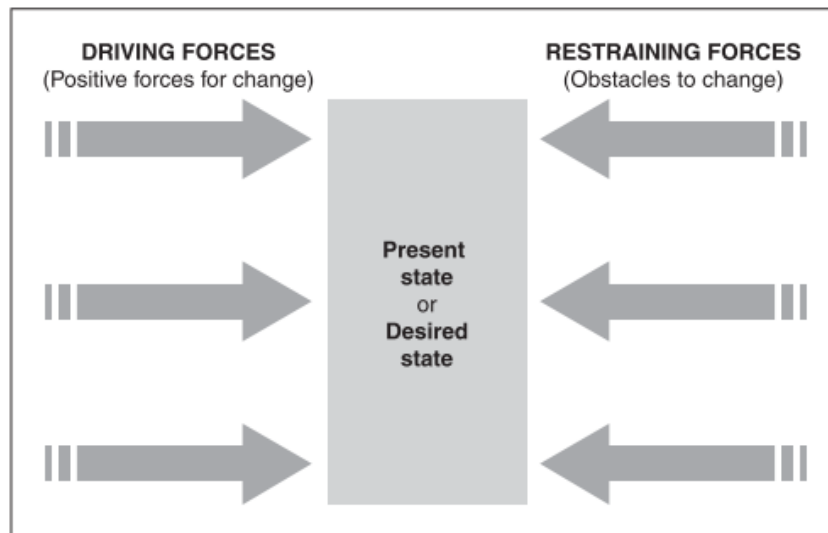 DRIVING FORCES
(Positive forces for change)
RESTRAINING FORCES
(Obstacles to change)
Present
state
or
Desired
state